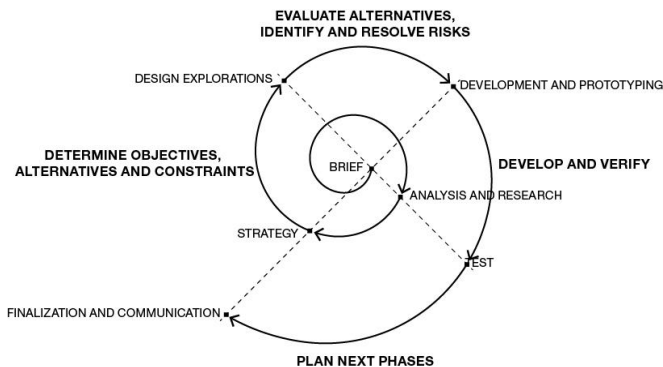 EVALUATE ALTERNATIVES,
IDENTIFY AND RESOLVE RISKS
DESIGN EXPLORATIONS
DEVELOPMENT AND PROTOTYPING
DETERMINE OBJECTIVES,
ALTERNATIVES AND CONSTRAINTS
BRIEF
DEVELOP AND VERIFY
ANALYSIS AND RESEARCH
STRATEGY
TEST
FINALIZATION AND COMMUNICATION
PLAN NEXT PHASES